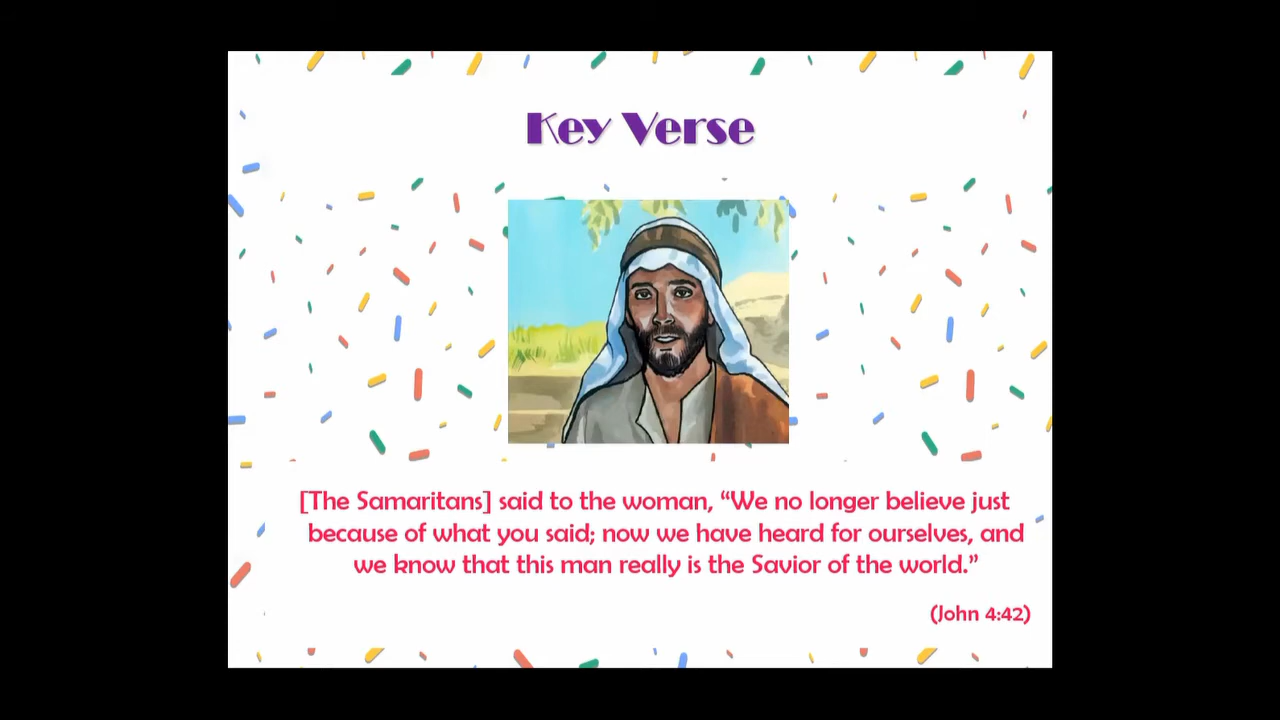 Key Verse
[The Samaritans] said to the woman, “We no longer believe just
because of what you said; now we have heard for ourselves, and
we know that this man really is the Savior of the world.”
(John 4:42)